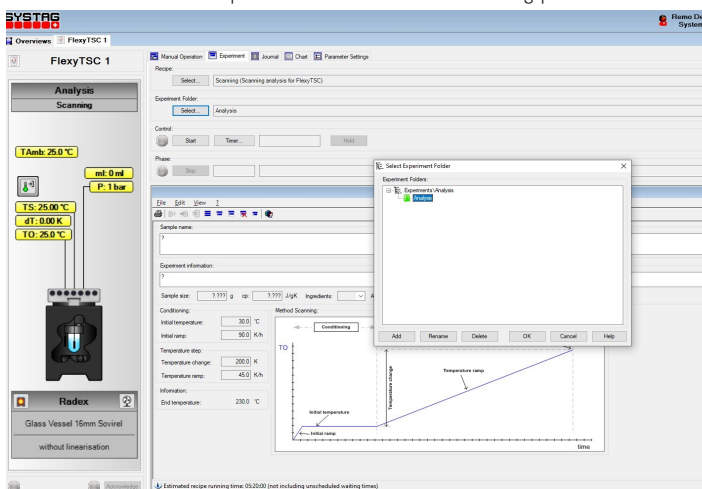 SYSTAG
Remo De
System
Overviews FlexyTSC 1
FlexyTSC 1
Manual Operation Experiment Journal Chart Parameter Settings
Recipe:
Select... Scanning (Scanning analysis for FlexyTSC)
Analysis
Scanning
Experiment Folder:
Select... Analysis
Control:
Start Timer... Hold
TAmb: 25.0 °C
Phase:
Stop
Select Experiment Folder
Experiment Folders:
Experiments\Analysis
Analysis
Add Rename Delete OK Cancel Help
ml: 0 ml
P: 1 bar
TS: 25.00 °C
dT: 0.00 K
TO: 25.0 °C
File Edit View ?
Sample name:
?
Experiment information:
?
Sample size: ?.??? g cp: ?.??? J/gK Ingredients: A
Conditioning:
Initial temperature: 30.0 °C
Initial ramp: 90.0 K/h
Temperature step:
Temperature change: 200.0 K
Temperature ramp: 45.0 K/h
Information:
End temperature: 230.0 °C
Method Scanning:
Conditioning
TO
Temperature change
Temperature ramp
Initial temperature
Initial ramp
time
Radex
Glass Vessel 16mm Sovirel
without linearisation
Acknowledge
Estimated recipe running time: 05:20:00 (not including unscheduled waiting times)